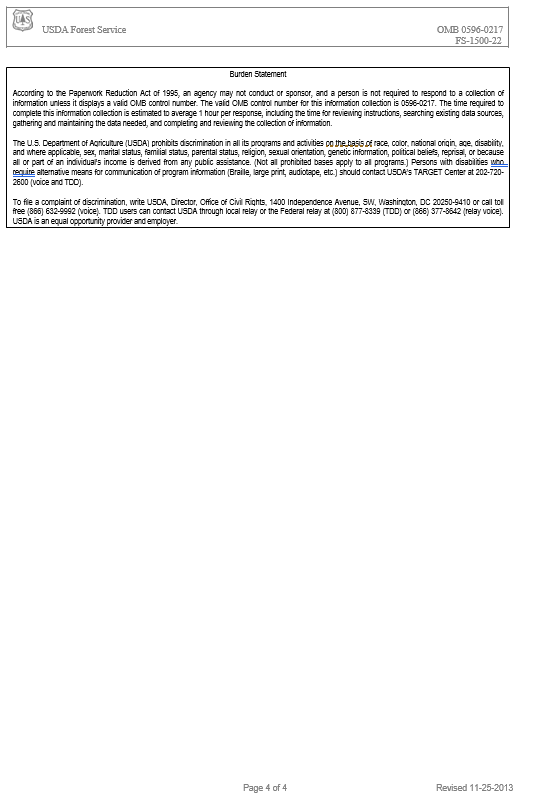 USDA Forest Service
OMB 0596-0217
FS-1500-22
Burden Statement
According to the Paperwork Reduction Act of 1995, an agency may not conduct or sponsor, and a person is not required to respond to a collection of
information unless it displays a valid OMB control number. The valid OMB control number for this information collection is 0596-0217. The time required to
complete this information collection is estimated to average 1 hour per response, including the time for reviewing instructions, searching existing data sources,
gathering and maintaining the data needed, and completing and reviewing the collection of information.
The U.S. Department of Agriculture (USDA) prohibits discrimination in all its programs and activities on the basis of race, color, national origin, age, disability,
and where applicable, sex, marital status, familial status, parental status, religion, sexual orientation, genetic information, political beliefs, reprisal, or because
all or part of an individual's income is derived from any public assistance. (Not all prohibited bases apply to all programs.) Persons with disabilities who
require alternative means for communication of program information (Braille, large print, audiotape, etc.) should contact USDA's TARGET Center at 202-720-
2600 (voice and TDD).
To file a complaint of discrimination, write USDA, Director, Office of Civil Rights, 1400 Independence Avenue, SW, Washington, DC 20250-9410 or call toll
free (866) 632-9992 (voice). TDD users can contact USDA through local relay or the Federal relay at (800) 877-8339 (TDD) or (866) 377-8642 (relay voice).
USDA is an equal opportunity provider and employer.
Page 4 of 4
Revised 11-25-2013